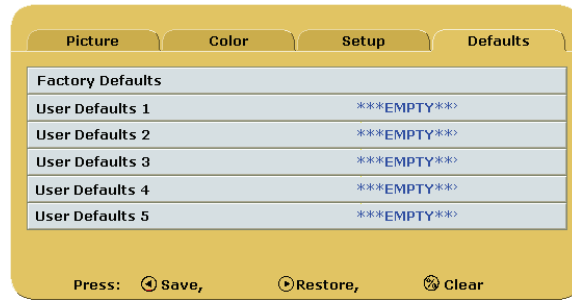 Picture Color Setup Defaults
Factory Defaults
User Defaults 1 ***EMPTY**
User Defaults 2 ***EMPTY**
User Defaults 3 ***EMPTY**
User Defaults 4 ***EMPTY**
User Defaults 5 ***EMPTY**
Press: Save, Restore, Clear